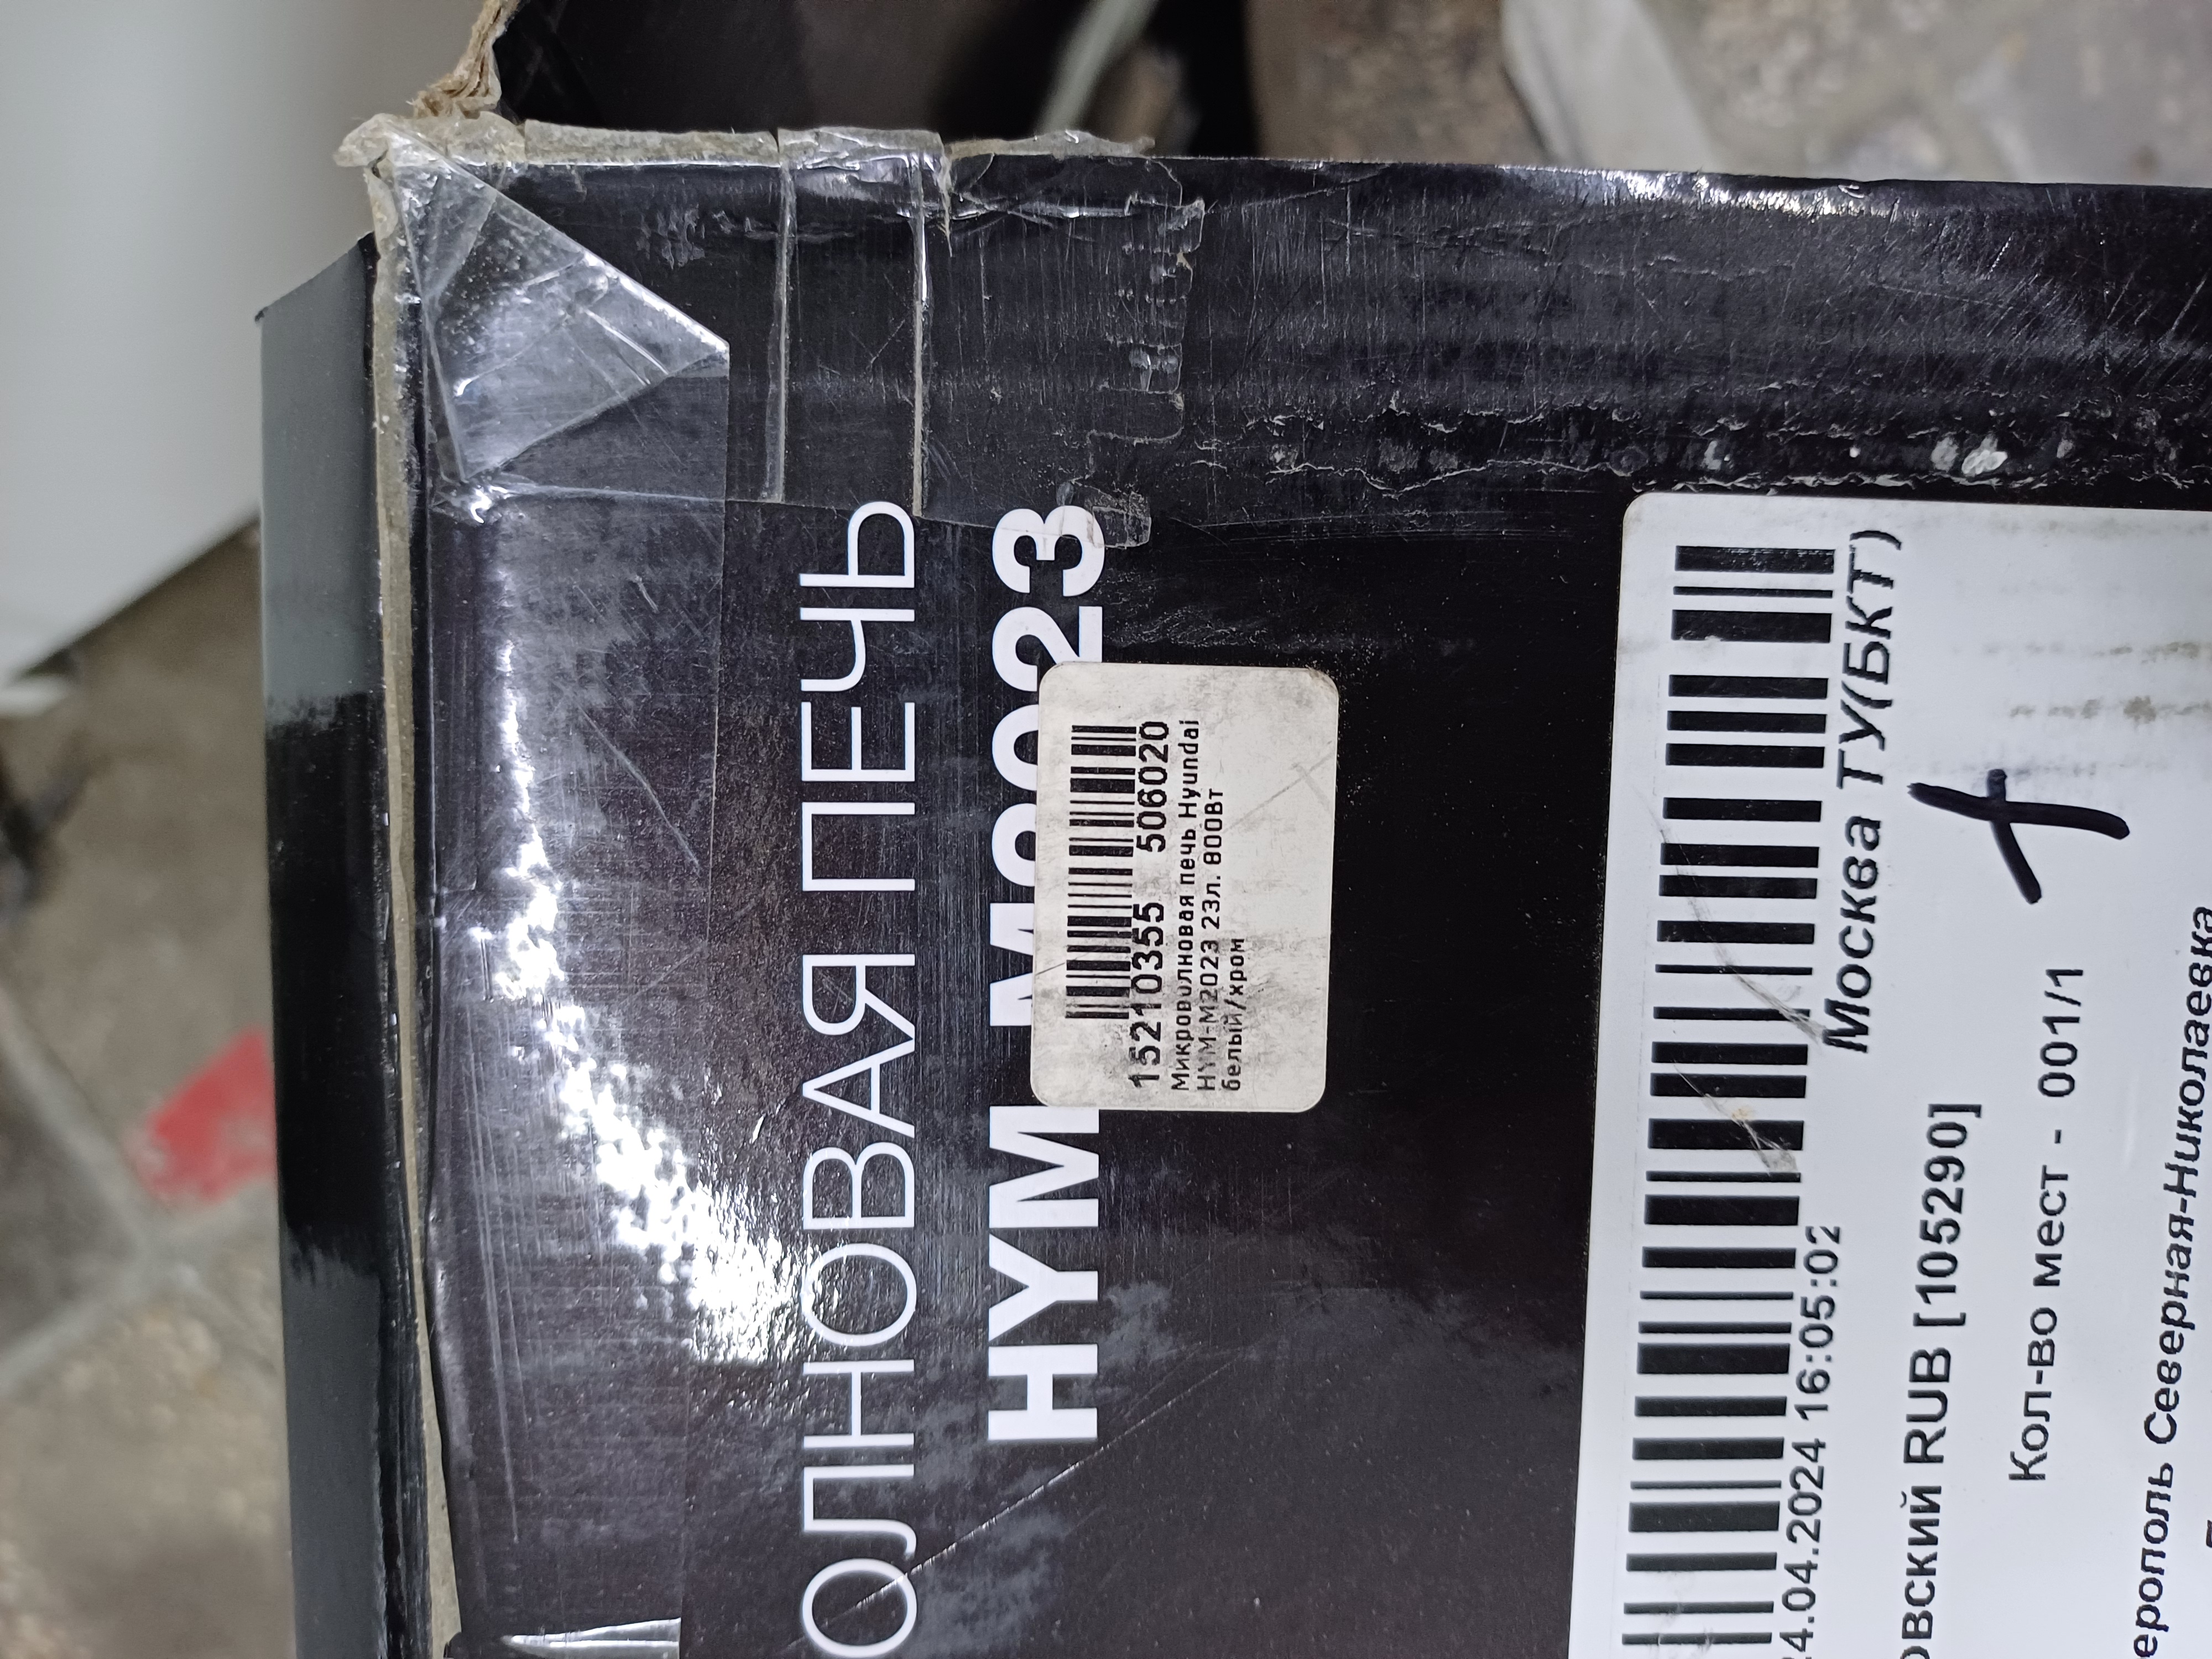 ОЛНОВАЯ ПЕЧЬ
HYM M2023
15210355 506020
Микроволновая печь Hyundai
HYM-M2023 23л. 800Вт
белый/хром
Москва ТУ(БКТ)
24.04.2024 16:05:02
ОВСКИЙ RUB [105290]
Кол-во мест - 001/1
ерополь Северная-Николаевка